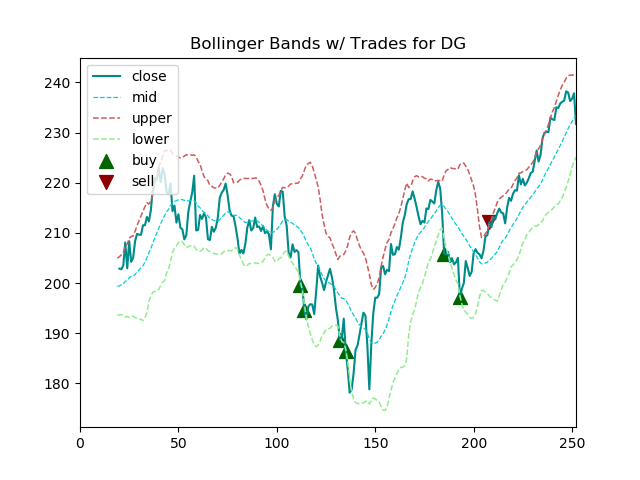 Bollinger Bands w/ Trades for DG
close
mid
upper
lower
buy
sell
240
230
220
210
200
190
180
0 50 100 150 200 250